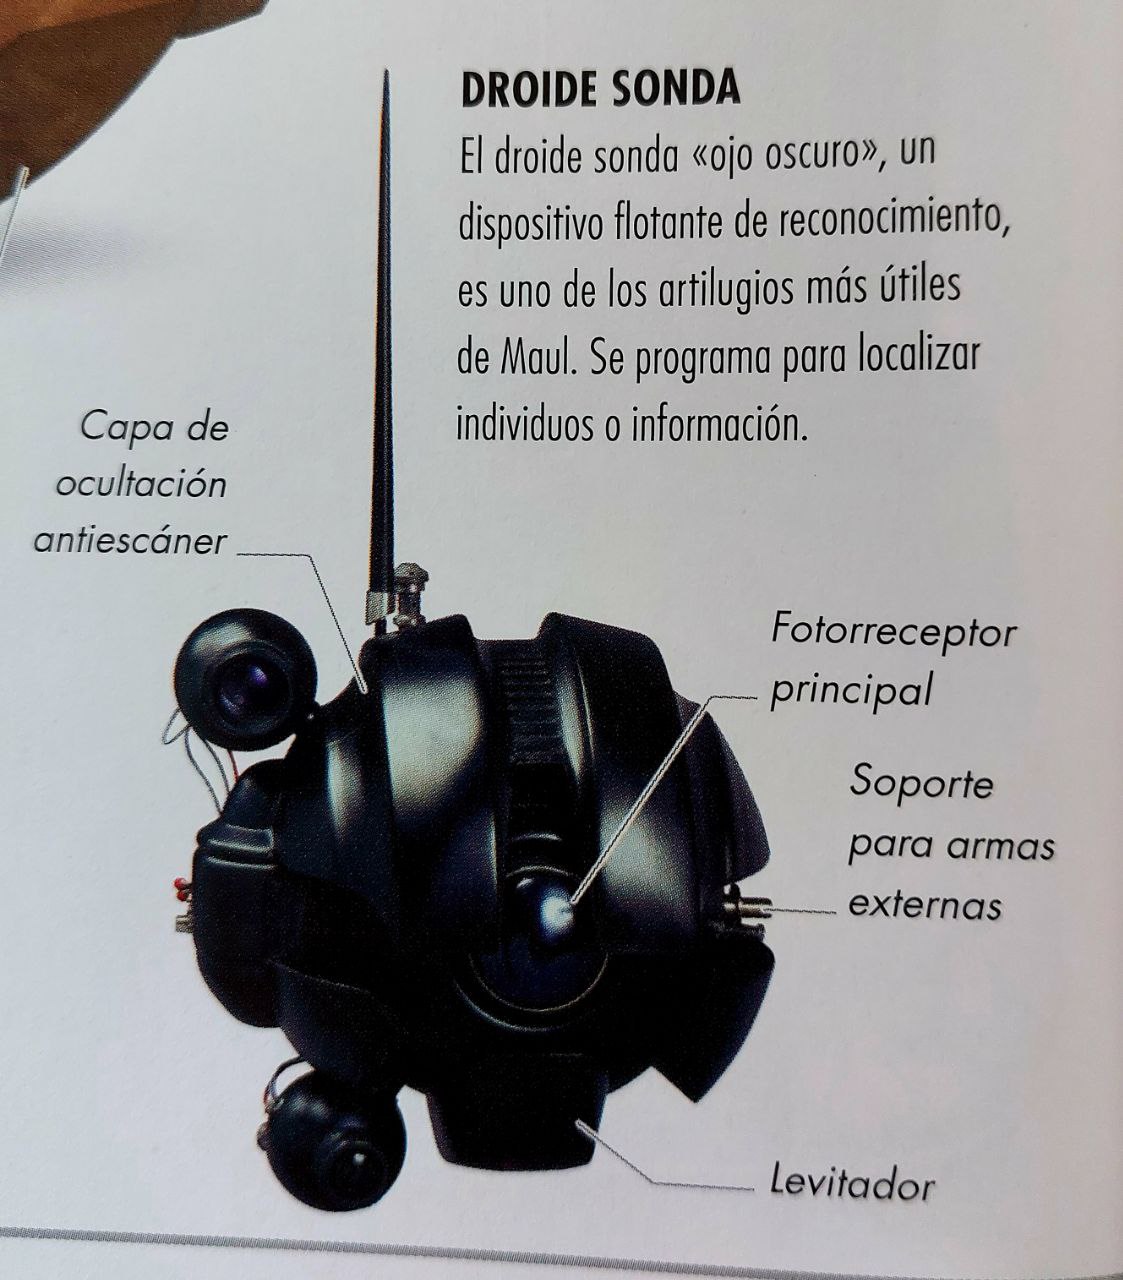 DROIDE SONDA
El droide sonda «ojo oscuro», un
dispositivo flotante de reconocimiento,
es uno de los artilugios más útiles
de Maul. Se programa para localizar
individuos o información.
Capa de
ocultación
antiescáner
Fotorreceptor
principal
Soporte
para armas
externas
Levitador